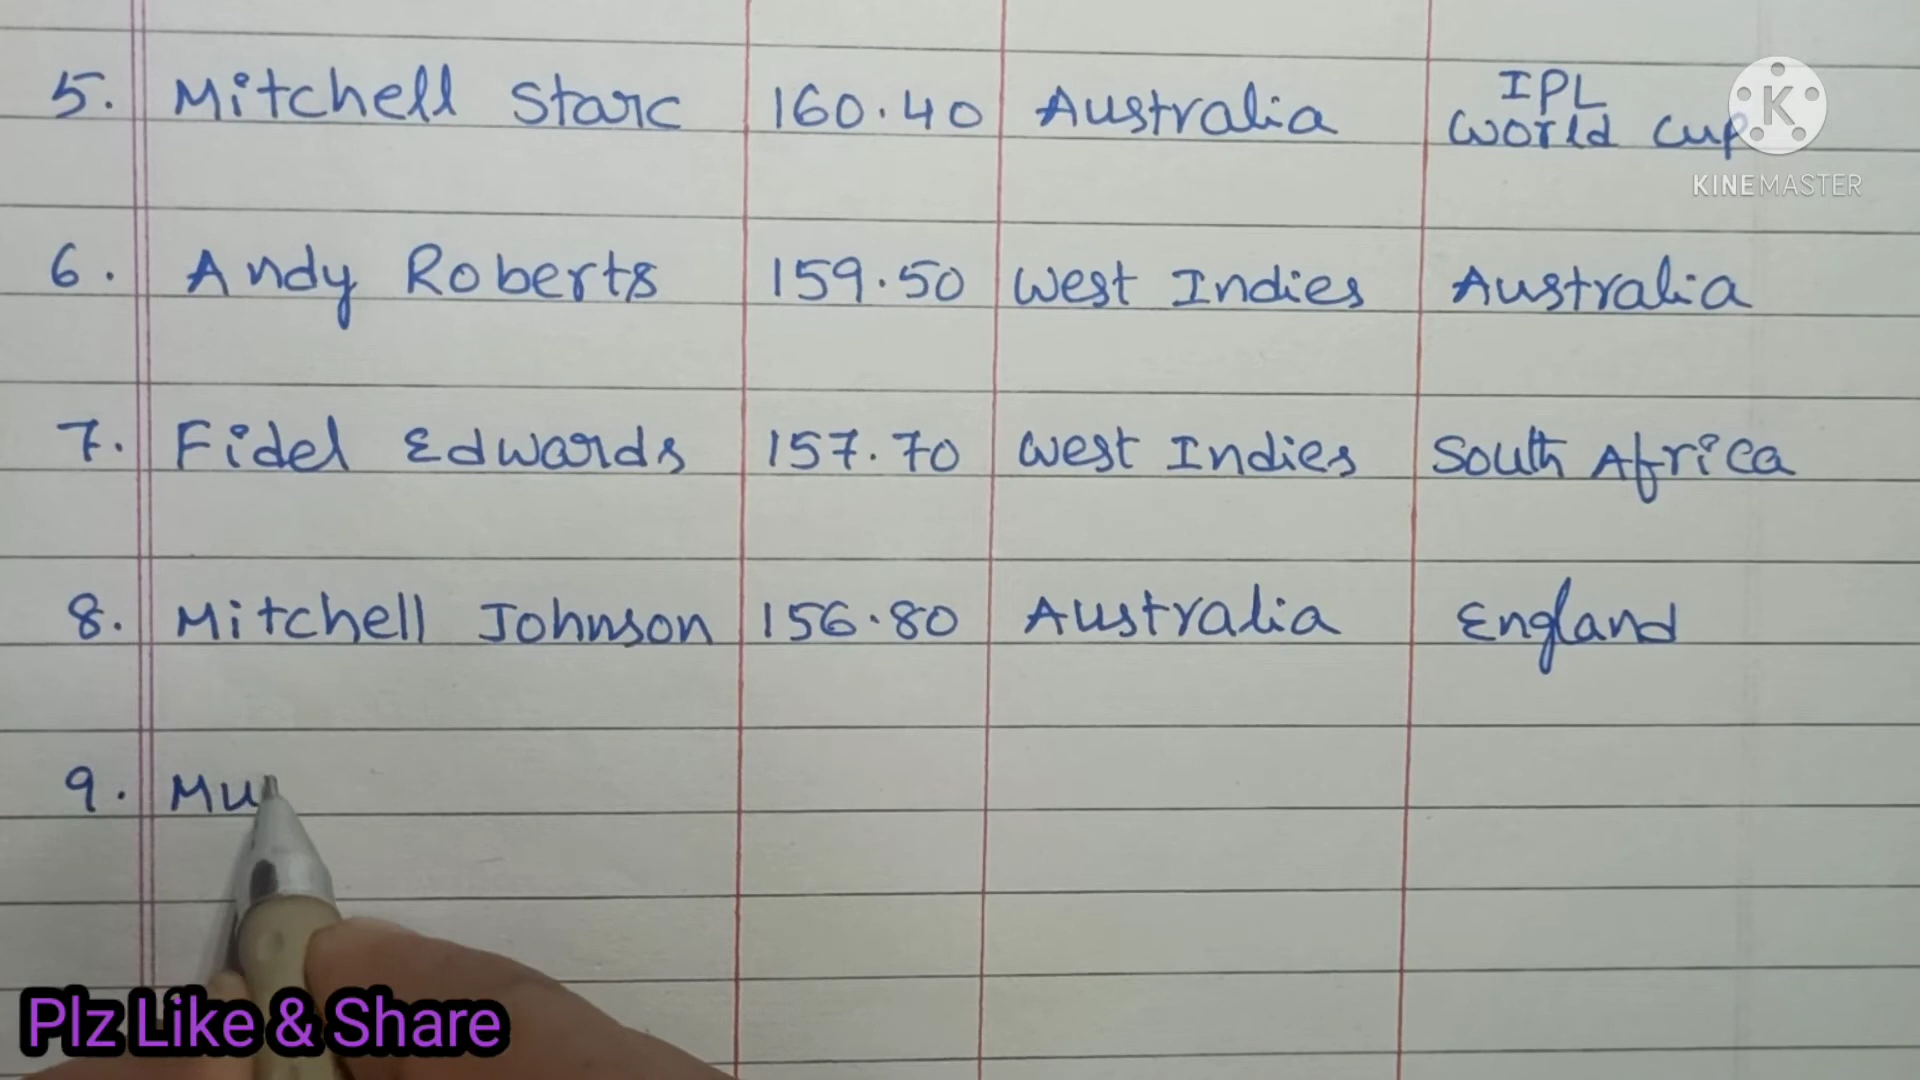 5. Mitchell Starc 160.40 Australia IPL World Cup
KINEMASTER
6. Andy Roberts 159.50 West Indies Australia
7. Fidel Edwards 157.70 West Indies South Africa
8. Mitchell Johnson 156.80 Australia England
9. Mu
Plz Like & Share